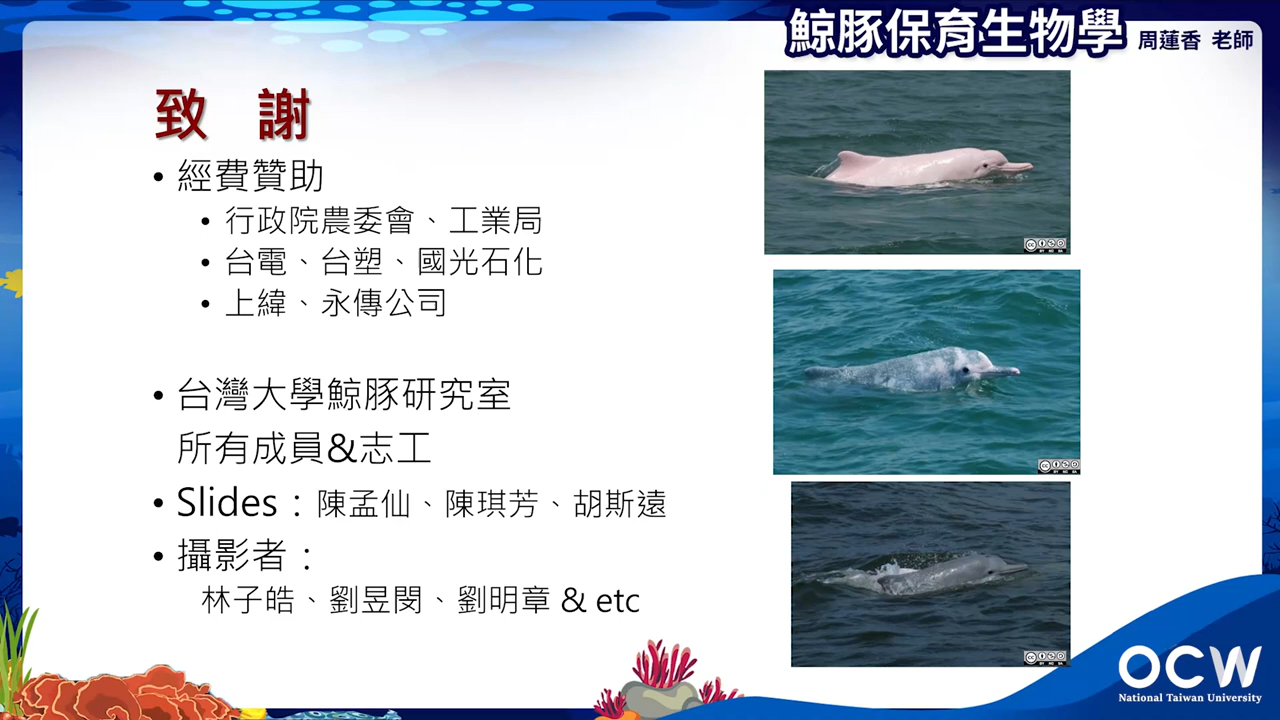 鯨豚保育生物學 周蓮香 老師
致 謝
• 經費贊助
• 行政院農委會、工業局
• 台電、台塑、國光石化
• 上緯、永傳公司
• 台灣大學鯨豚研究室
所有成員&志工
• Slides：陳孟仙、陳琪芳、胡斯遠
• 攝影者：
林子皓、劉昱閔、劉明章 & etc
OCW
National Taiwan University